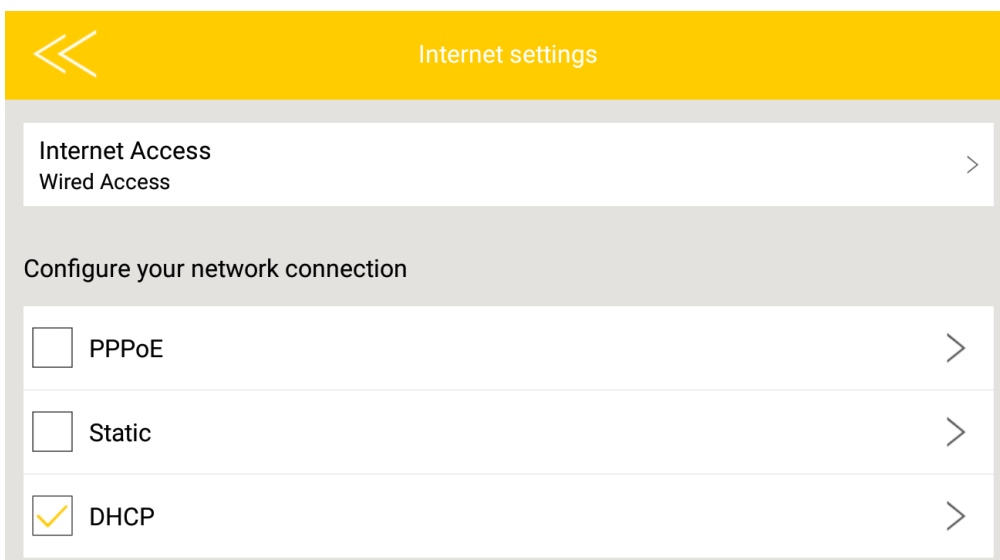 Internet settings
Internet Access
Wired Access
Configure your network connection
PPPoE
Static
DHCP